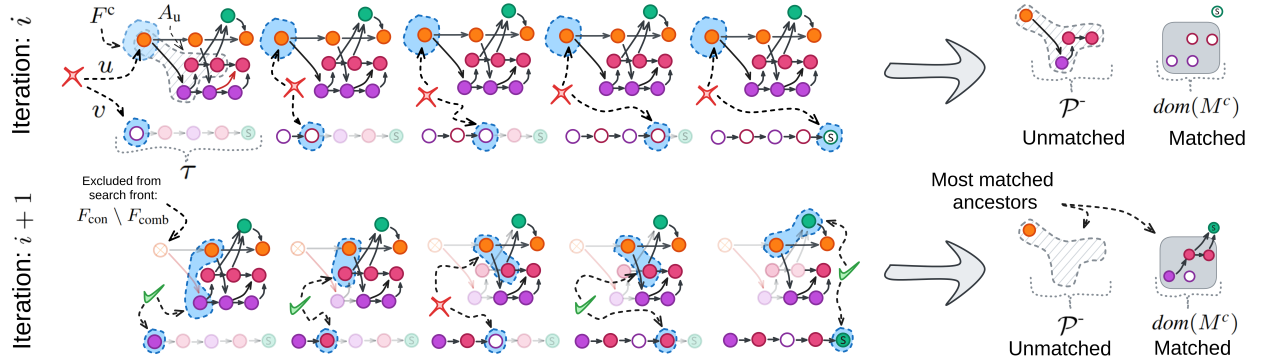 Iteration: i
F^c
A_u
u
v
s
s
s
s
s
τ
s
P^-
dom(M^c)
Unmatched
Matched
Iteration: i + 1
Excluded from
search front:
F_con \ F_comb
s
s
s
s
s
Most matched
ancestors
s
P^-
dom(M^c)
Unmatched
Matched